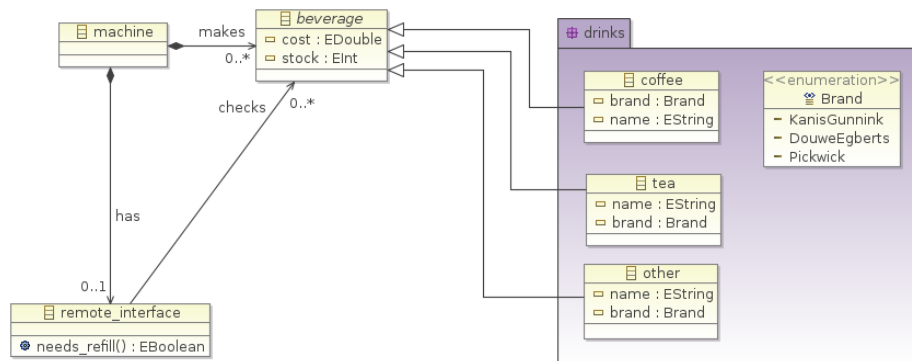 machine
makes
0..*
beverage
cost : EDouble
stock : EInt
checks
0..*
has
0..1
remote_interface
needs_refill() : EBoolean
drinks
coffee
brand : Brand
name : EString
<<enumeration>>
Brand
KanisGunnink
DouweEgberts
Pickwick
tea
name : EString
brand : Brand
other
name : EString
brand : Brand